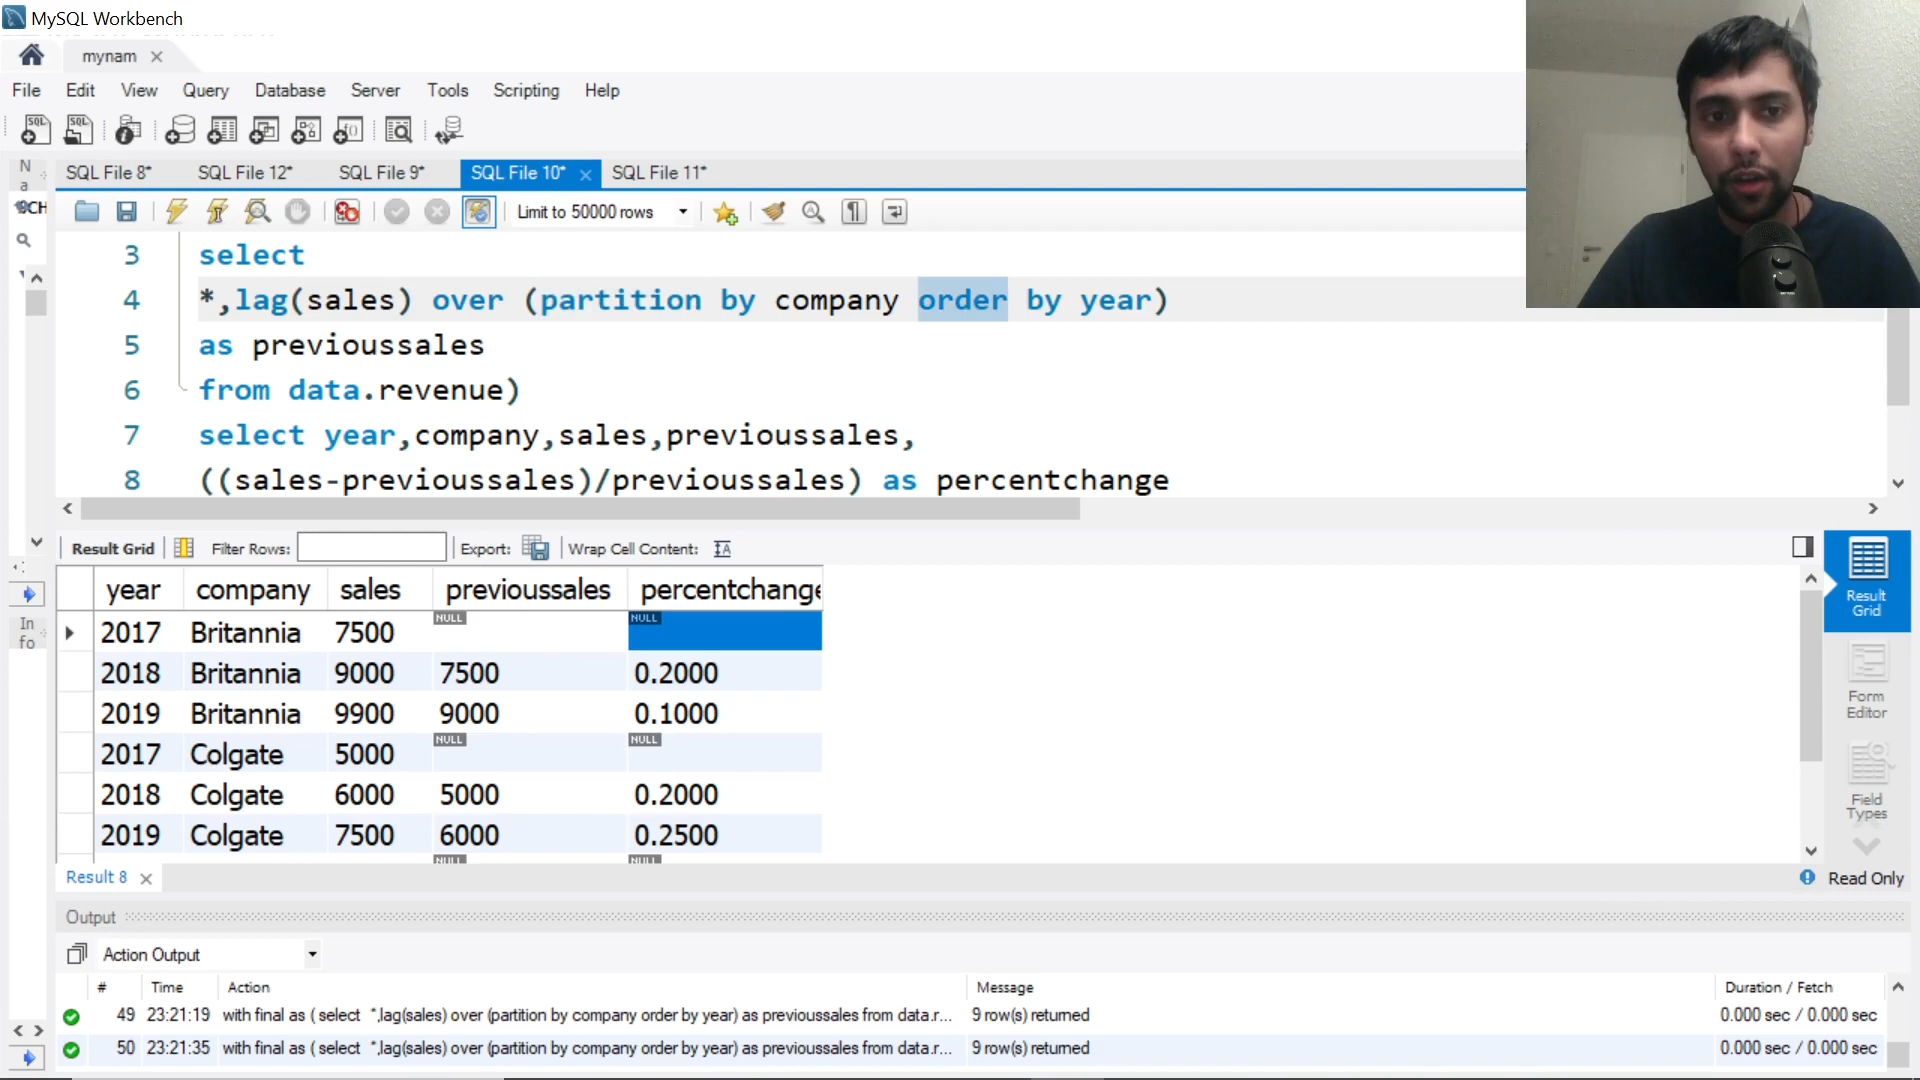 MySQL Workbench
mynam
File Edit View Query Database Server Tools Scripting Help
SQL File 8* SQL File 12* SQL File 9* SQL File 10* SQL File 11*
Na
SCH
Limit to 50000 rows
3 select
4 *,lag(sales) over (partition by company order by year)
5 as previoussales
6 from data.revenue)
7 select year,company,sales,previoussales,
8 ((sales-previoussales)/previoussales) as percentchange
Result Grid Filter Rows: Export: Wrap Cell Content:
year company sales previoussales percentchange
2017 Britannia 7500 NULL NULL
2018 Britannia 9000 7500 0.2000
2019 Britannia 9900 9000 0.1000
2017 Colgate 5000 NULL NULL
2018 Colgate 6000 5000 0.2000
2019 Colgate 7500 6000 0.2500
NULL NULL
Result Grid
Form Editor
Field Types
Info
Result 8
Read Only
Output
Action Output
# Time Action Message Duration / Fetch
49 23:21:19 with final as ( select *,lag(sales) over (partition by company order by year) as previoussales from data.r... 9 row(s) returned 0.000 sec / 0.000 sec
50 23:21:35 with final as ( select *,lag(sales) over (partition by company order by year) as previoussales from data.r... 9 row(s) returned 0.000 sec / 0.000 sec